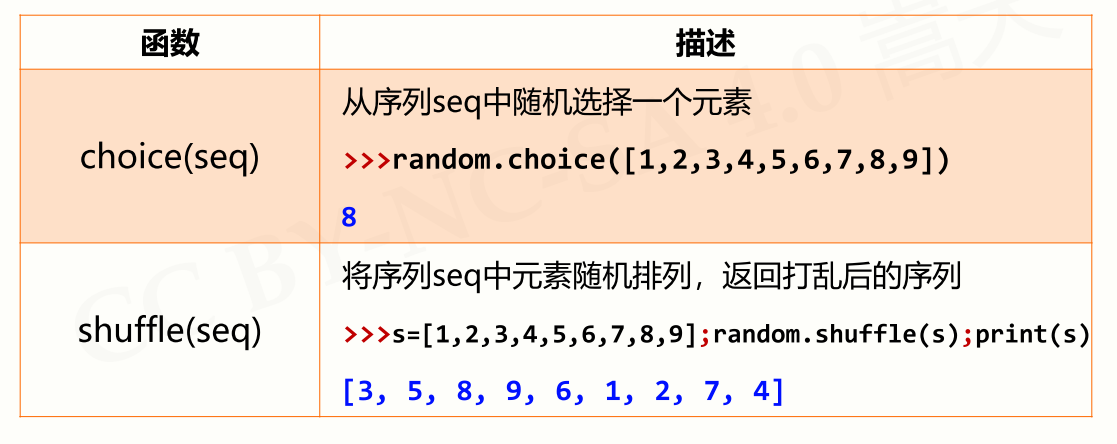 函数 描述
choice(seq)
从序列seq中随机选择一个元素
>>>random.choice([1,2,3,4,5,6,7,8,9])
8
shuffle(seq)
将序列seq中元素随机排列，返回打乱后的序列
>>>s=[1,2,3,4,5,6,7,8,9];random.shuffle(s);print(s)
[3, 5, 8, 9, 6, 1, 2, 7, 4]
CC BY-NC-SA 4.0 嵩天